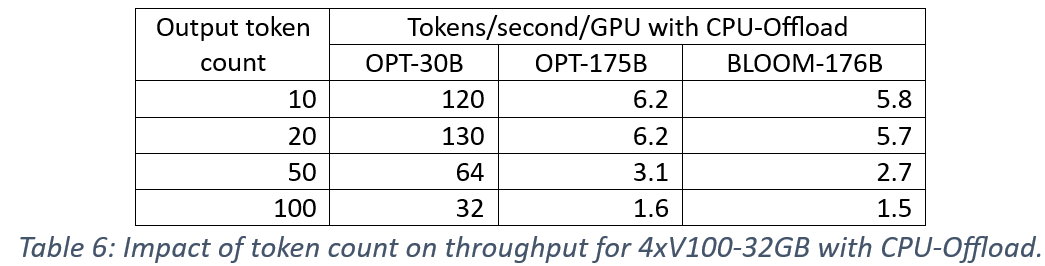 Output token count Tokens/second/GPU with CPU-Offload
OPT-30B OPT-175B BLOOM-176B
10 120 6.2 5.8
20 130 6.2 5.7
50 64 3.1 2.7
100 32 1.6 1.5
Table 6: Impact of token count on throughput for 4xV100-32GB with CPU-Offload.